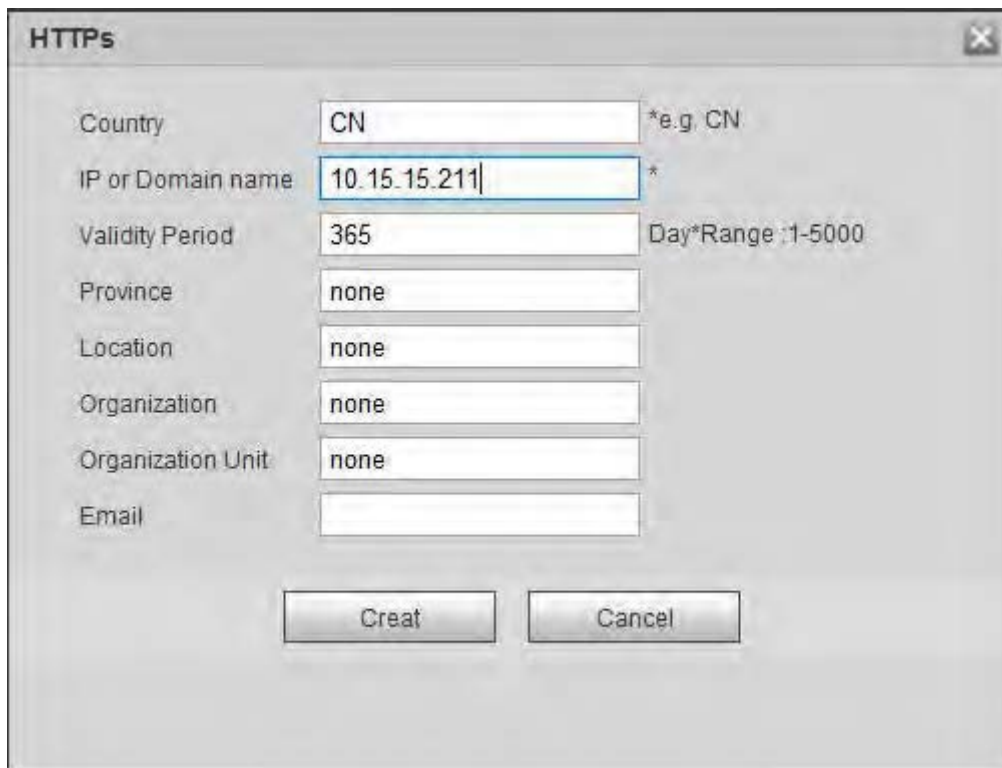 HTTPs
Country CN *e.g. CN
IP or Domain name 10.15.15.211 *
Validity Period 365 Day*Range :1-5000
Province none
Location none
Organization none
Organization Unit none
Email
Creat Cancel